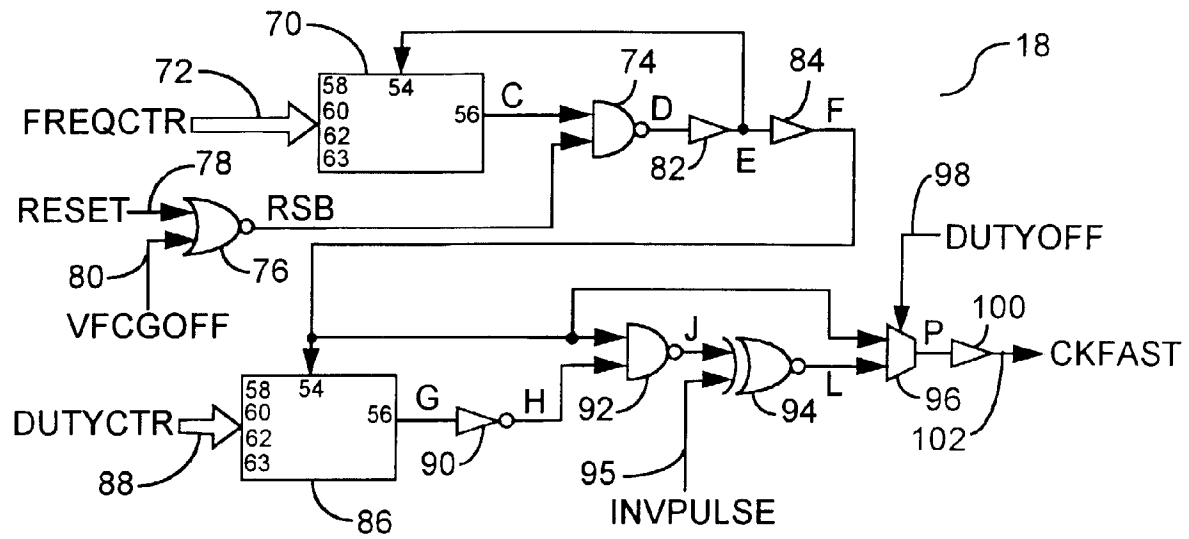 70
72
FREQCTR
58
60
62
63
54
56
C
74
D
82
E
84
F
18
78
RESET
RSB
80
76
VFCGOFF
98
DUTYOFF
DUTYCTR
88
58
60
62
63
54
56
86
G
90
H
92
J
94
L
95
INVPULSE
96
P
100
CKFAST
102